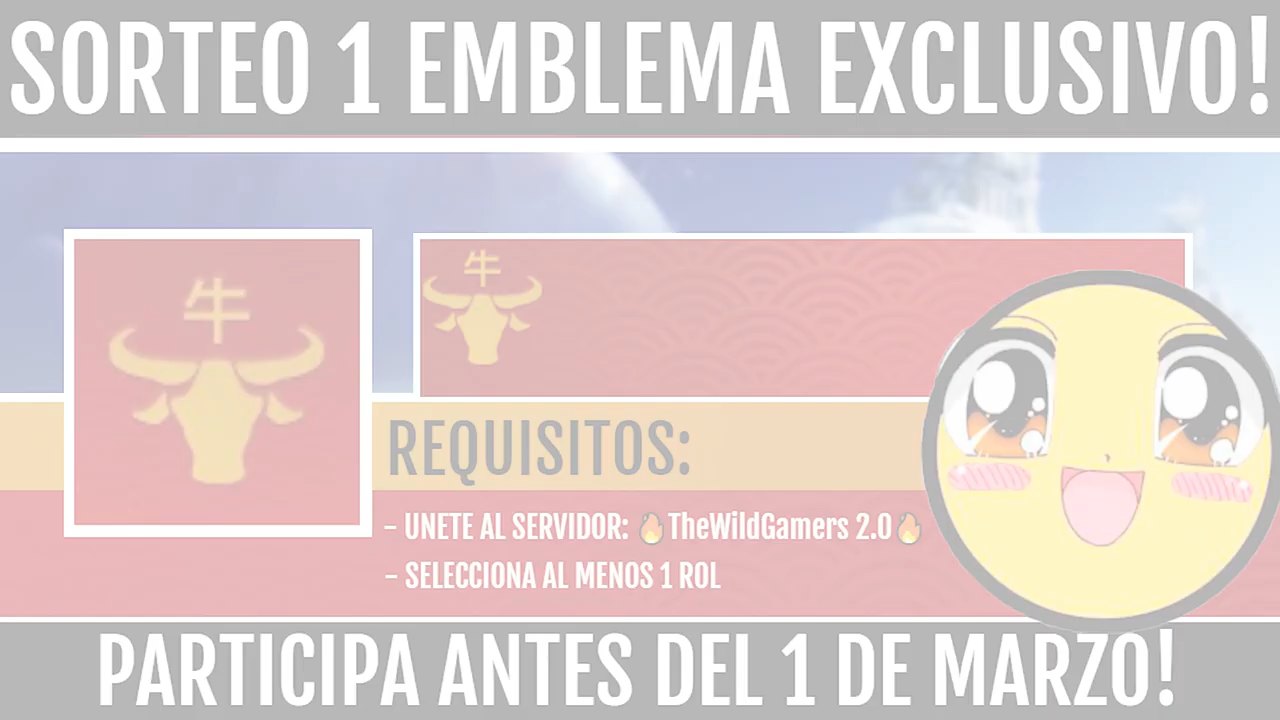 SORTEO 1 EMBLEMA EXCLUSIVO!
牛
牛
REQUISITOS:
- UNETE AL SERVIDOR: 🔥TheWildGamers 2.0🔥
- SELECCIONA AL MENOS 1 ROL
PARTICIPA ANTES DEL 1 DE MARZO!